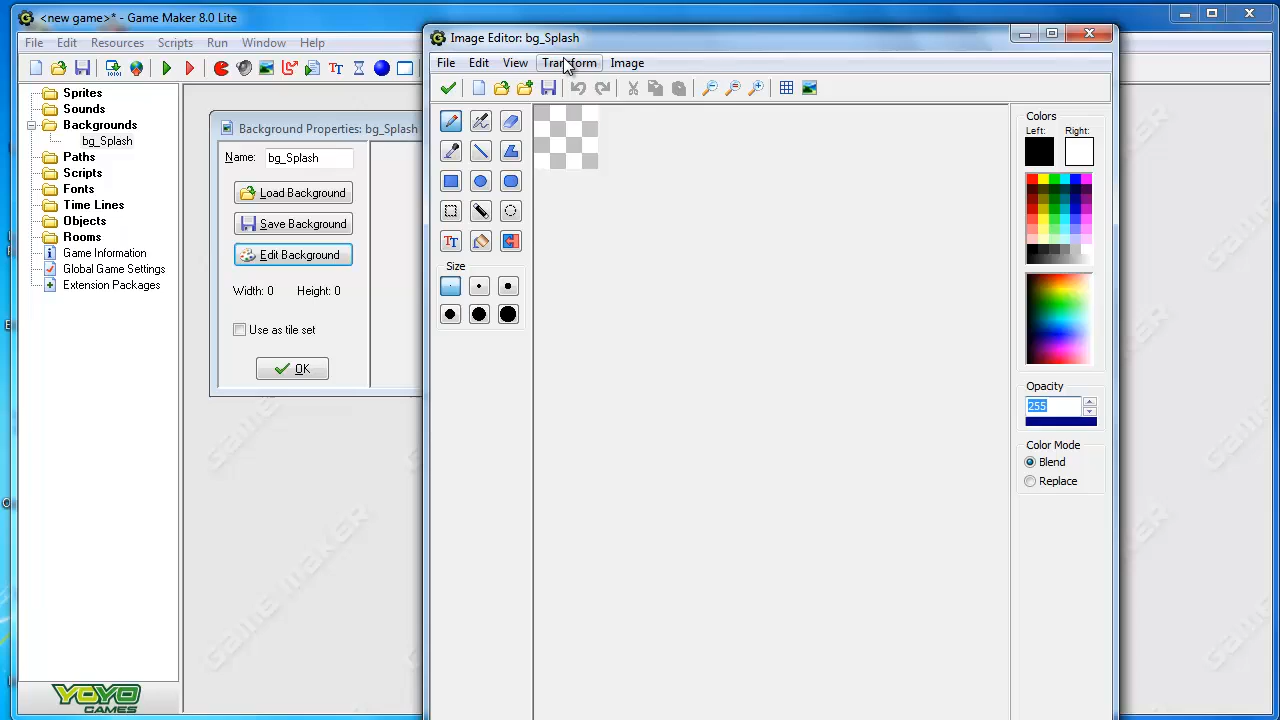 <new game>* - Game Maker 8.0 Lite
File Edit Resources Scripts Run Window Help
Sprites
Sounds
Backgrounds
bg_Splash
Paths
Scripts
Fonts
Time Lines
Objects
Rooms
Game Information
Global Game Settings
Extension Packages
YOYO
GAMES
Background Properties: bg_Splash
Name: bg_Splash
Load Background
Save Background
Edit Background
Width: 0 Height: 0
Use as tile set
OK
Image Editor: bg_Splash
File Edit View Transform Image
Size
Colors
Left: Right:
Opacity
255
Color Mode
Blend
Replace
GAME MAKER